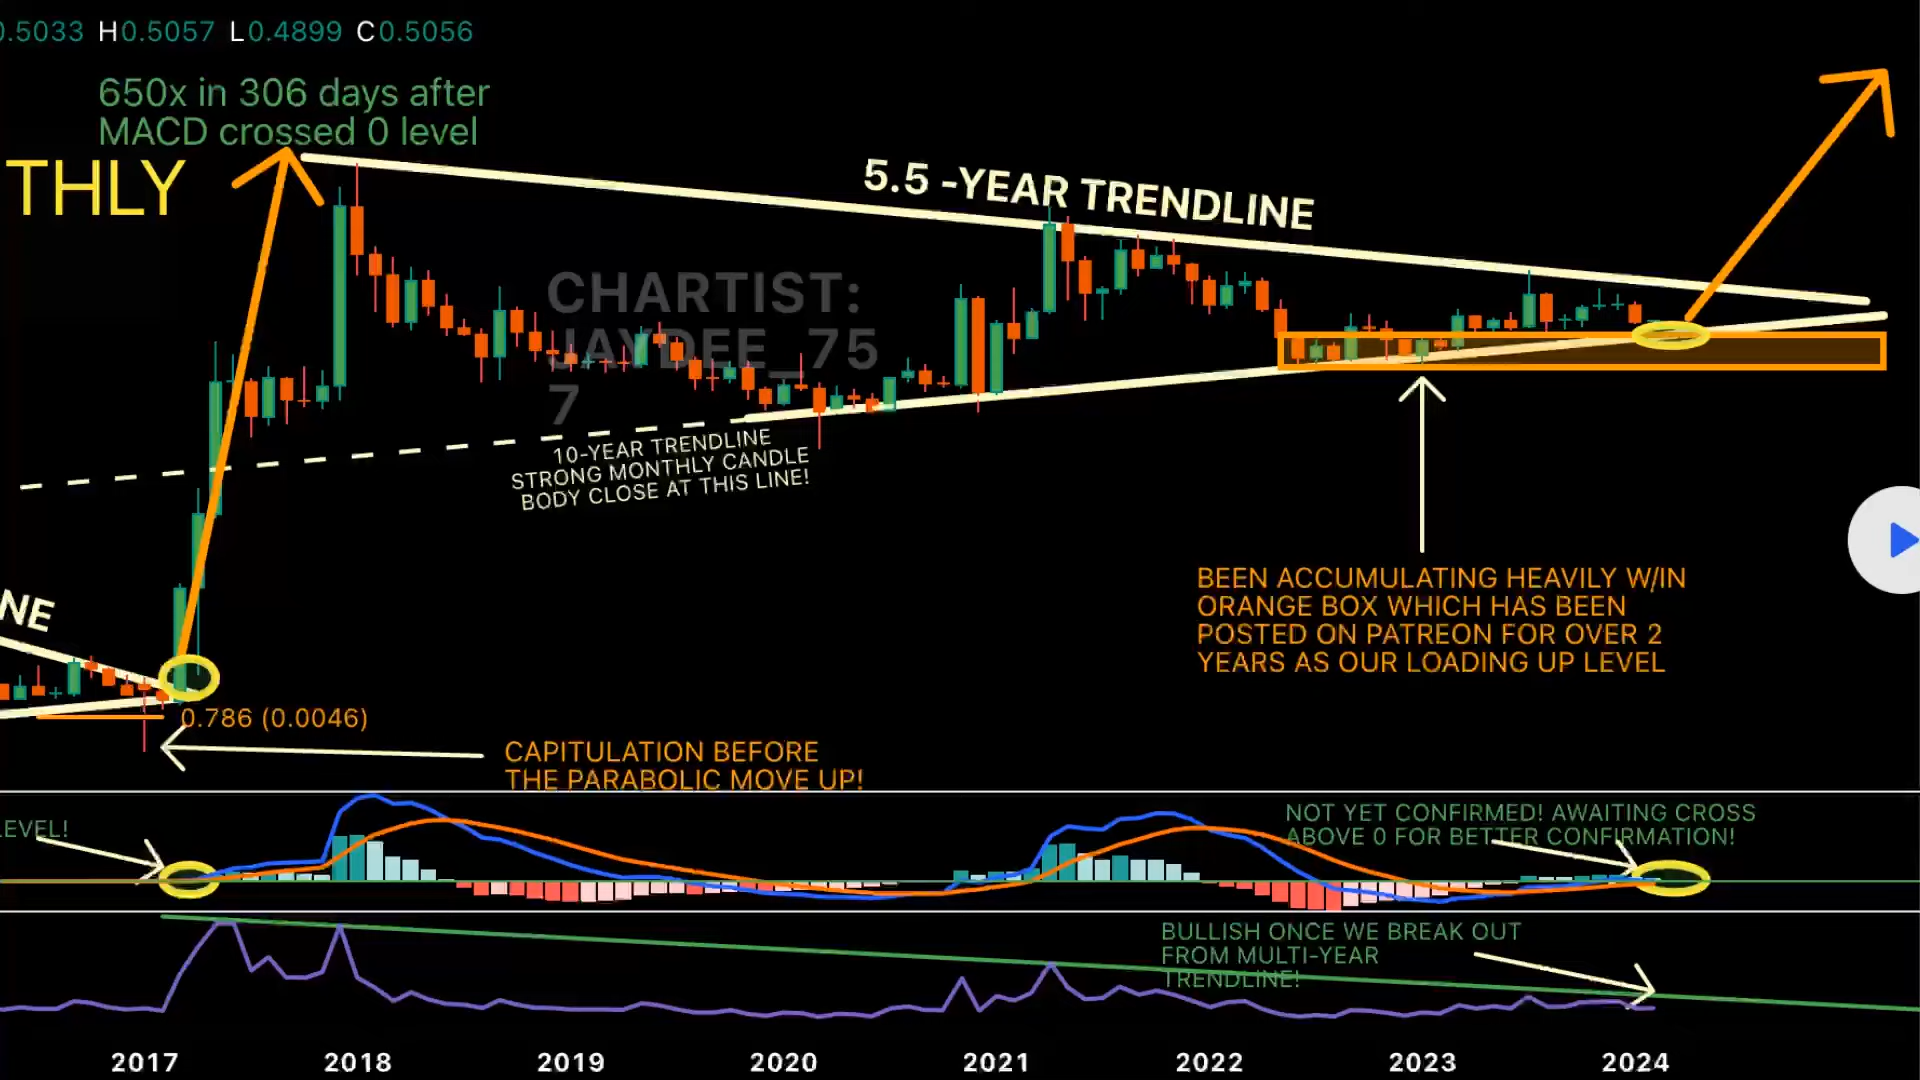 0.5033 H0.5057 L0.4899 C0.5056
650x in 306 days after
MACD crossed 0 level
THLY
5.5 -YEAR TRENDLINE
CHARTIST:
JAYDEE_75
7
10-YEAR TRENDLINE
STRONG MONTHLY CANDLE
BODY CLOSE AT THIS LINE!
BEEN ACCUMULATING HEAVILY W/IN
ORANGE BOX WHICH HAS BEEN
POSTED ON PATREON FOR OVER 2
YEARS AS OUR LOADING UP LEVEL
NE
0.786 (0.0046)
CAPITULATION BEFORE
THE PARABOLIC MOVE UP!
NOT YET CONFIRMED! AWAITING CROSS
ABOVE 0 FOR BETTER CONFIRMATION!
EVEL!
BULLISH ONCE WE BREAK OUT
FROM MULTI-YEAR
TRENDLINE!
2017 2018 2019 2020 2021 2022 2023 2024